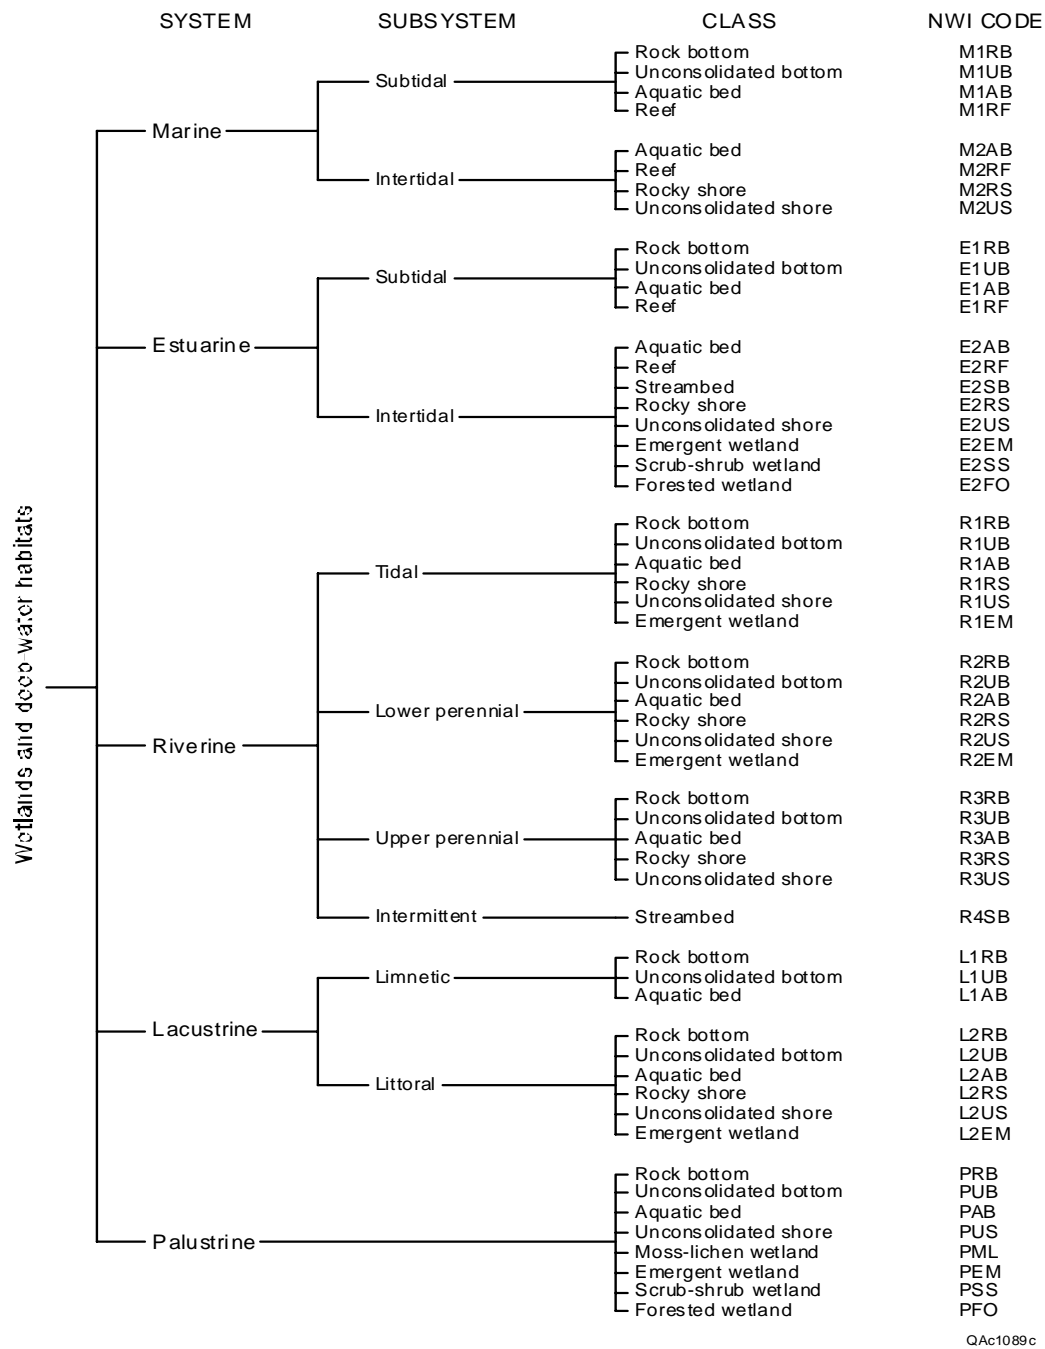 SYSTEM SUBSYSTEM CLASS NWI CODE
Rock bottom M1RB
Unconsolidated bottom M1UB
Subtidal
Aquatic bed M1AB
Reef M1RF
Marine
Aquatic bed M2AB
Reef M2RF
Intertidal
Rocky shore M2RS
Unconsolidated shore M2US
Rock bottom E1RB
Unconsolidated bottom E1UB
Subtidal
Aquatic bed E1AB
Reef E1RF
Estuarine
Aquatic bed E2AB
Reef E2RF
Streambed E2SB
Rocky shore E2RS
Intertidal
Unconsolidated shore E2US
Emergent wetland E2EM
Scrub-shrub wetland E2SS
Forested wetland E2FO
Wetlands and deep-water habitats
Rock bottom R1RB
Unconsolidated bottom R1UB
Aquatic bed R1AB
Tidal
Rocky shore R1RS
Unconsolidated shore R1US
Emergent wetland R1EM
Rock bottom R2RB
Unconsolidated bottom R2UB
Aquatic bed R2AB
Lower perennial
Rocky shore R2RS
Unconsolidated shore R2US
Riverine
Emergent wetland R2EM
Rock bottom R3RB
Unconsolidated bottom R3UB
Upper perennial Aquatic bed R3AB
Rocky shore R3RS
Unconsolidated shore R3US
Intermittent Streambed R4SB
Rock bottom L1RB
Limnetic Unconsolidated bottom L1UB
Aquatic bed L1AB
Lacustrine
Rock bottom L2RB
Unconsolidated bottom L2UB
Aquatic bed L2AB
Littoral
Rocky shore L2RS
Unconsolidated shore L2US
Emergent wetland L2EM
Rock bottom PRB
Unconsolidated bottom PUB
Aquatic bed PAB
Unconsolidated shore PUS
Palustrine
Moss-lichen wetland PML
Emergent wetland PEM
Scrub-shrub wetland PSS
Forested wetland PFO
QAc1089c